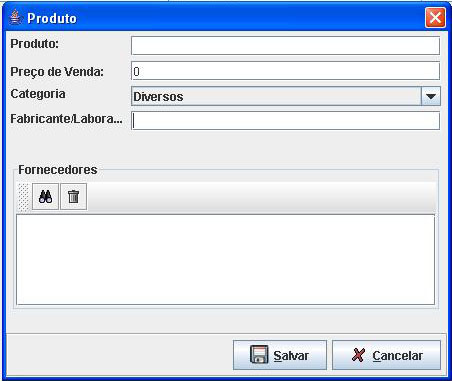 Produto
Produto:
Preço de Venda: 0
Categoria Diversos
Fabricante/Labora...
Fornecedores
Salvar Cancelar